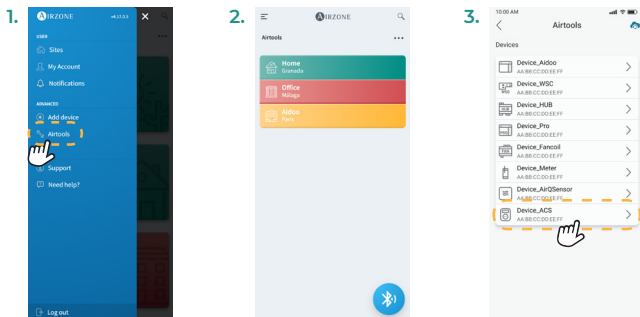 1.
AIRZONE v4.17.0.5 X
USER
Sites
My Account
Notifications
ADVANCED
Add device
Airtools
Support
Need help?
Log out
2.
AIRZONE
Airtools
Home
Granada
Office
Málaga
Aidoo
París
3.
10:00 AM
Airtools
Devices
Device_Aidoo
AA:BB:CC:DD:EE:FF
Device_WSC
AA:BB:CC:DD:EE:FF
Device_HUB
AA:BB:CC:DD:EE:FF
Device_Pro
AA:BB:CC:DD:EE:FF
Device_Fancoil
AA:BB:CC:DD:EE:FF
Device_Meter
AA:BB:CC:DD:EE:FF
Device_AirQSensor
AA:BB:CC:DD:EE:FF
Device_ACS
AA:BB:CC:DD:EE:FF